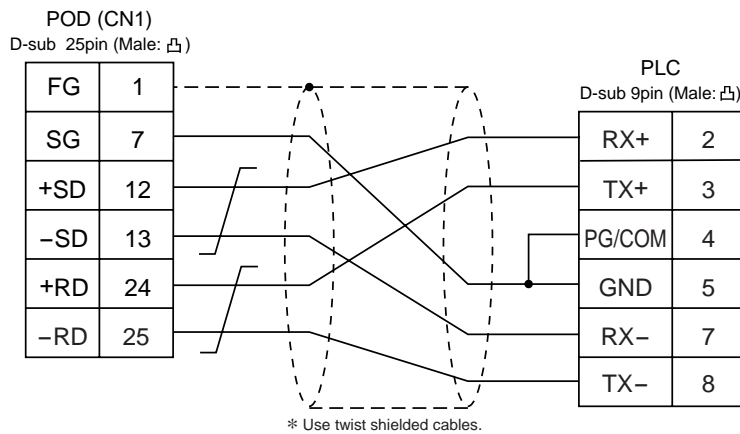 POD (CN1)
D-sub 25pin (Male: 凸)
FG 1
SG 7
+SD 12
−SD 13
+RD 24
−RD 25
PLC
D-sub 9pin (Male: 凸)
RX+ 2
TX+ 3
PG/COM 4
GND 5
RX− 7
TX− 8
* Use twist shielded cables.